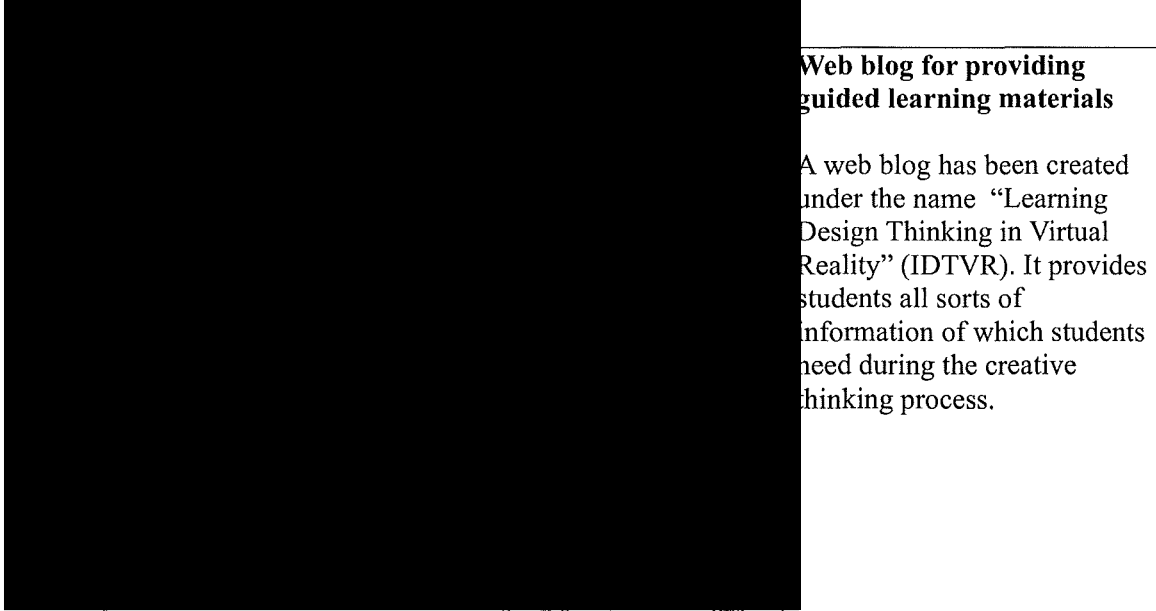 Web blog for providing
guided learning materials
A web blog has been created
under the name “Learning
Design Thinking in Virtual
Reality” (IDTVR). It provides
students all sorts of
information of which students
need during the creative
thinking process.